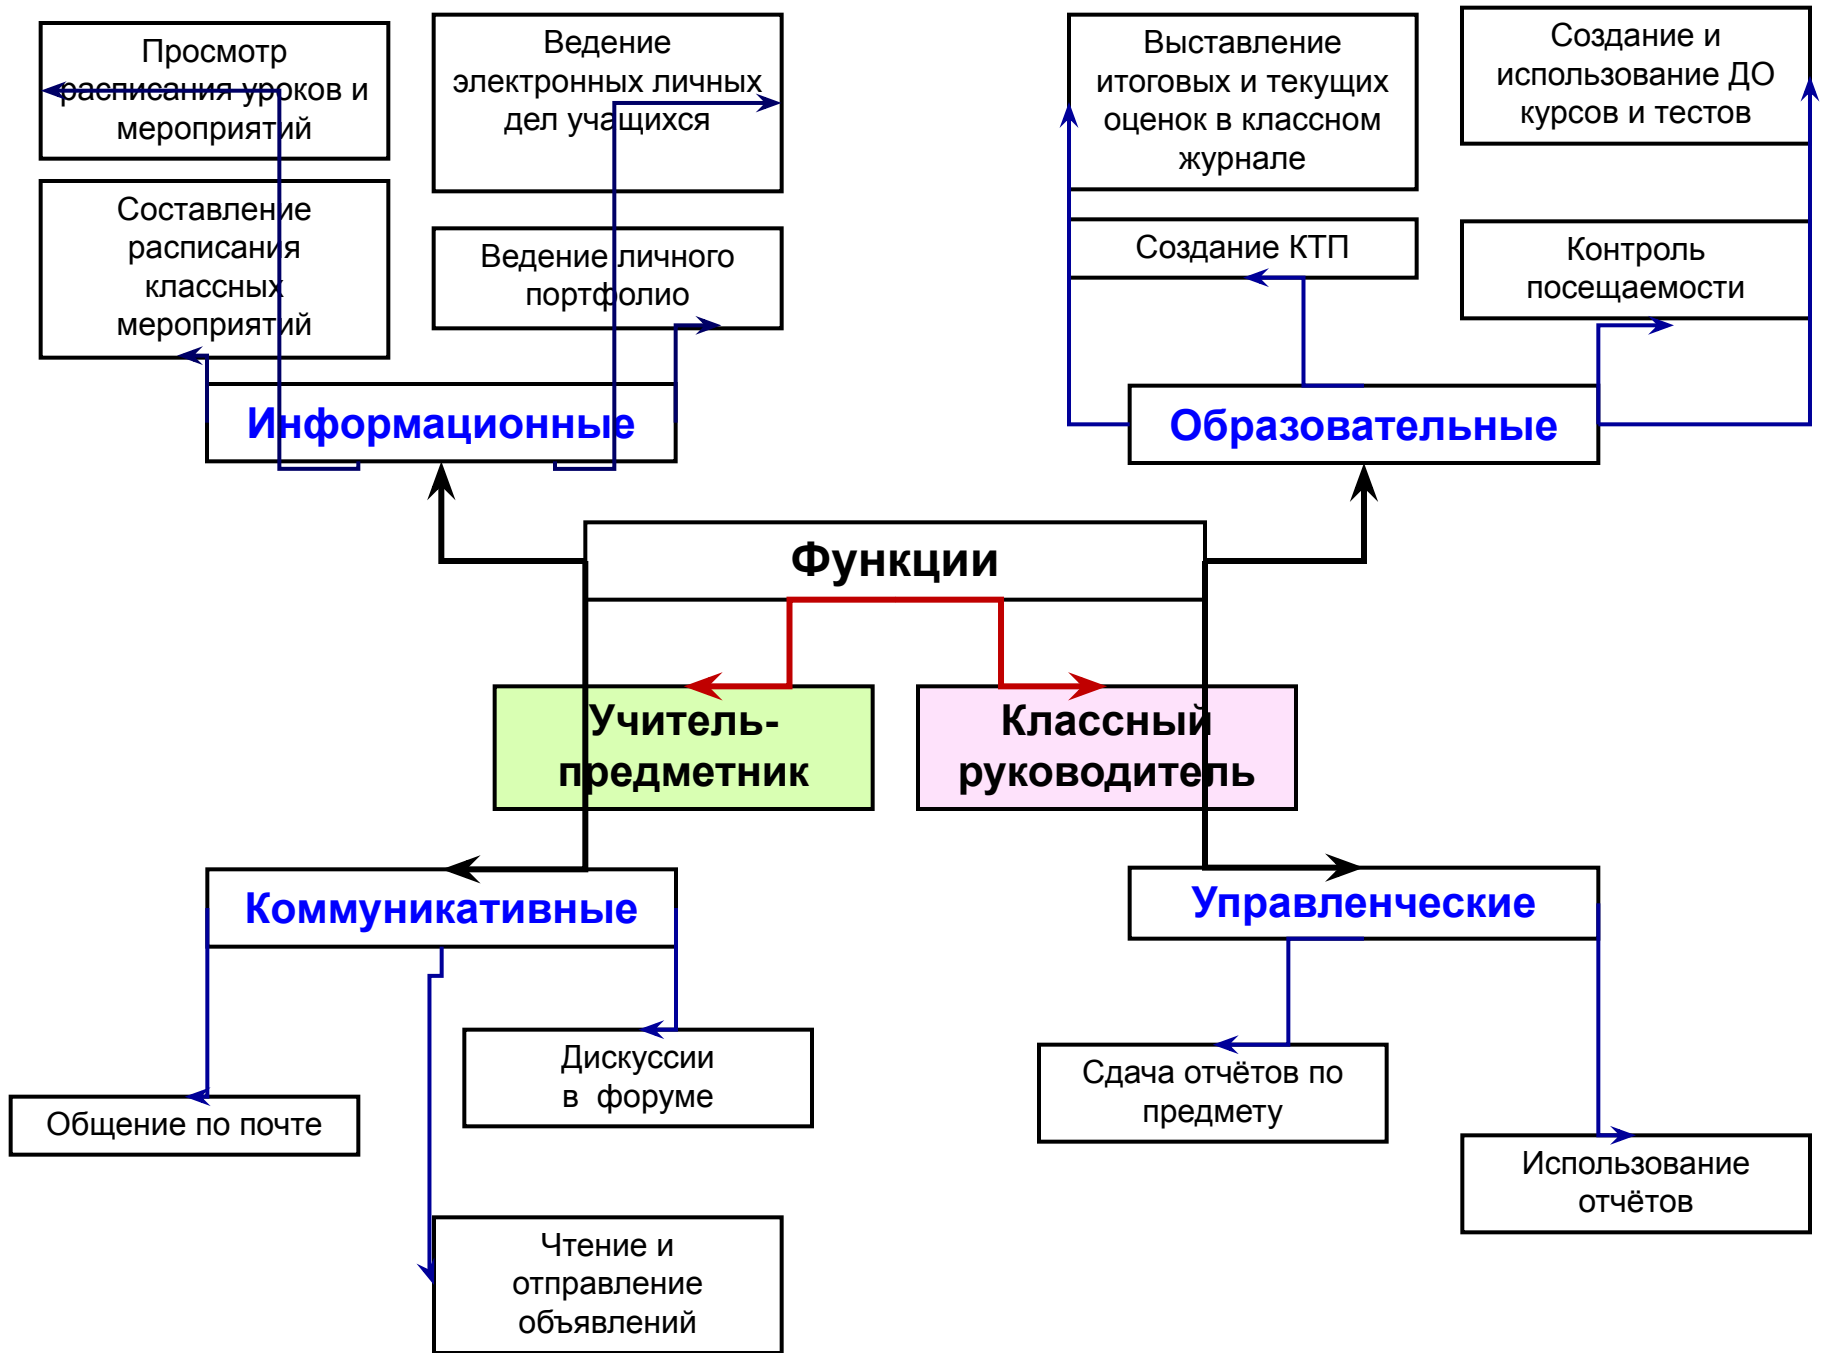 Просмотр
расписания уроков и
мероприятий
Ведение
электронных личных
дел учащихся
Выставление
итоговых и текущих
оценок в классном
журнале
Создание и
использование ДО
курсов и тестов
Составление
расписания
классных
мероприятий
Ведение личного
портфолио
Создание КТП
Контроль
посещаемости
Информационные
Образовательные
Функции
Учитель-
предметник
Классный
руководитель
Коммуникативные
Управленческие
Общение по почте
Дискуссии
в форуме
Сдача отчётов по
предмету
Использование
отчётов
Чтение и
отправление
объявлений